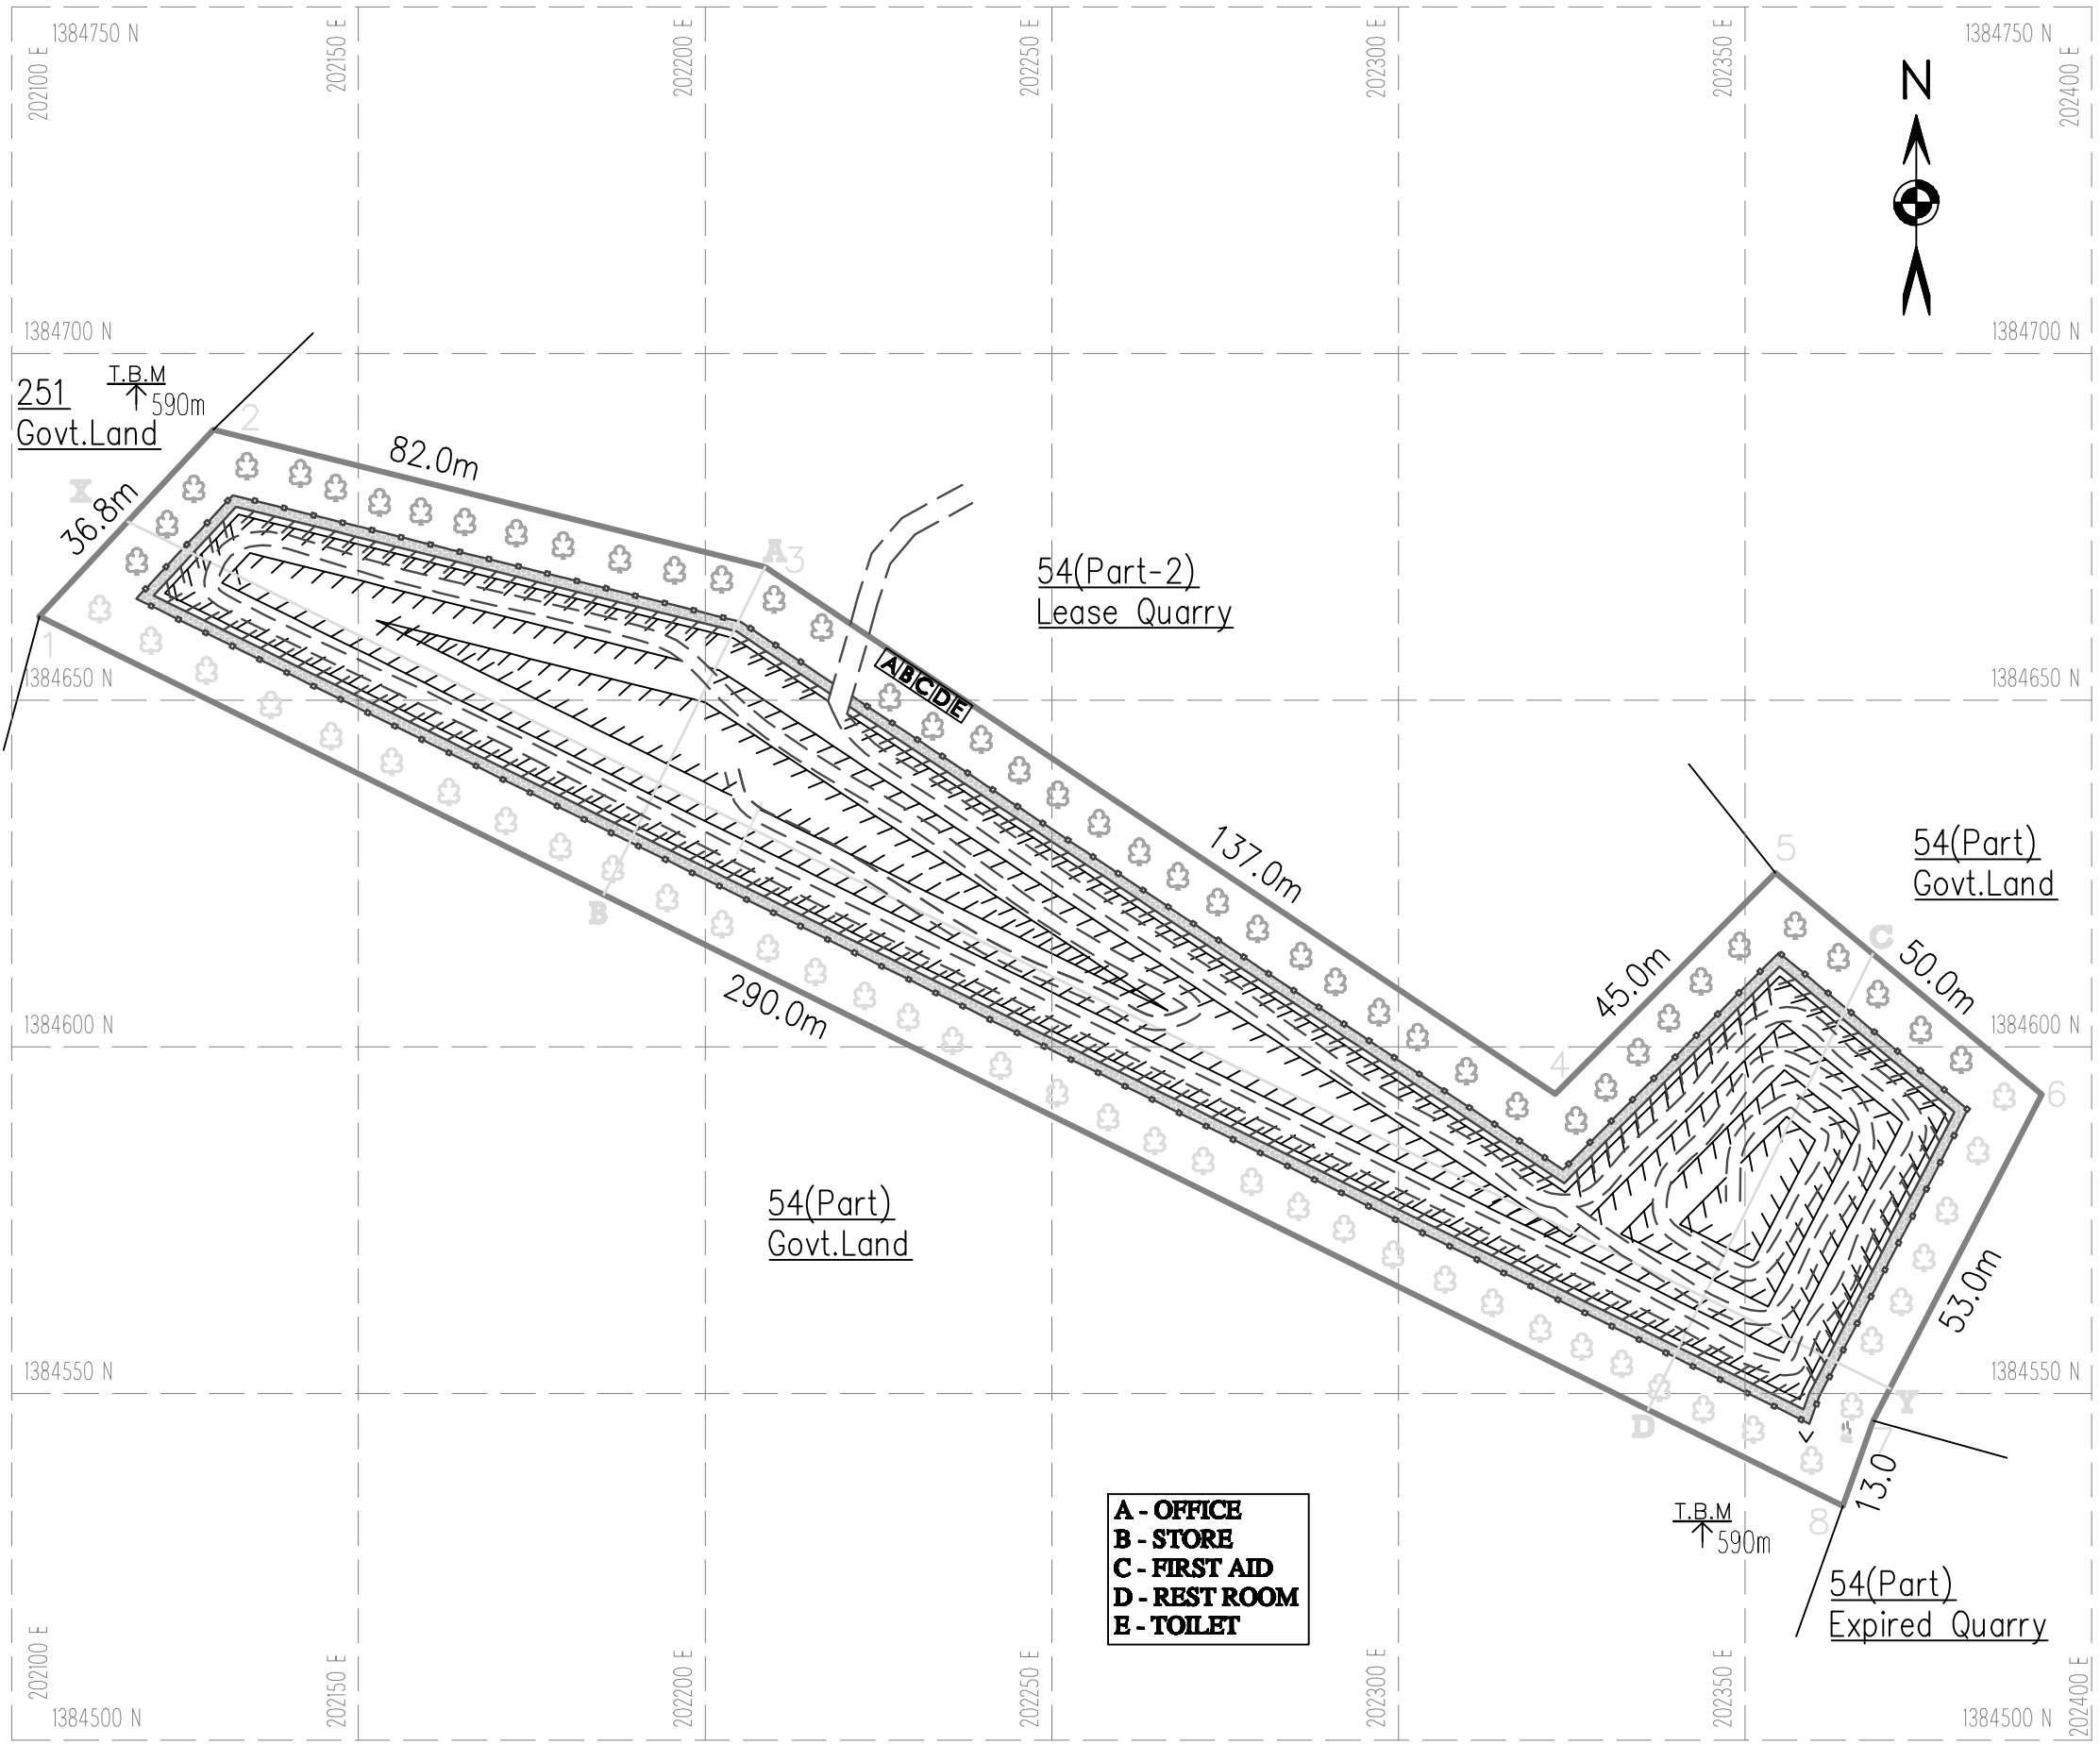 1384750 N
1384750 N
202100 E
202150 E
202200 E
202250 E
202300 E
202350 E
202400 E
N
1384700 N
1384700 N
251
Govt.Land
T.B.M
590m
2
82.0m
X
36.8m
A
3
54(Part-2)
Lease Quarry
1
1384650 N
1384650 N
ABCDE
137.0m
5
54(Part)
Govt.Land
B
C
50.0m
45.0m
290.0m
1384600 N
1384600 N
4
6
54(Part)
Govt.Land
53.0m
1384550 N
1384550 N
D
Y
7
13.0
8
T.B.M
590m
A - OFFICE
B - STORE
C - FIRST AID
D - REST ROOM
E - TOILET
54(Part)
Expired Quarry
202100 E
202150 E
202200 E
202250 E
202300 E
202350 E
202400 E
1384500 N
1384500 N